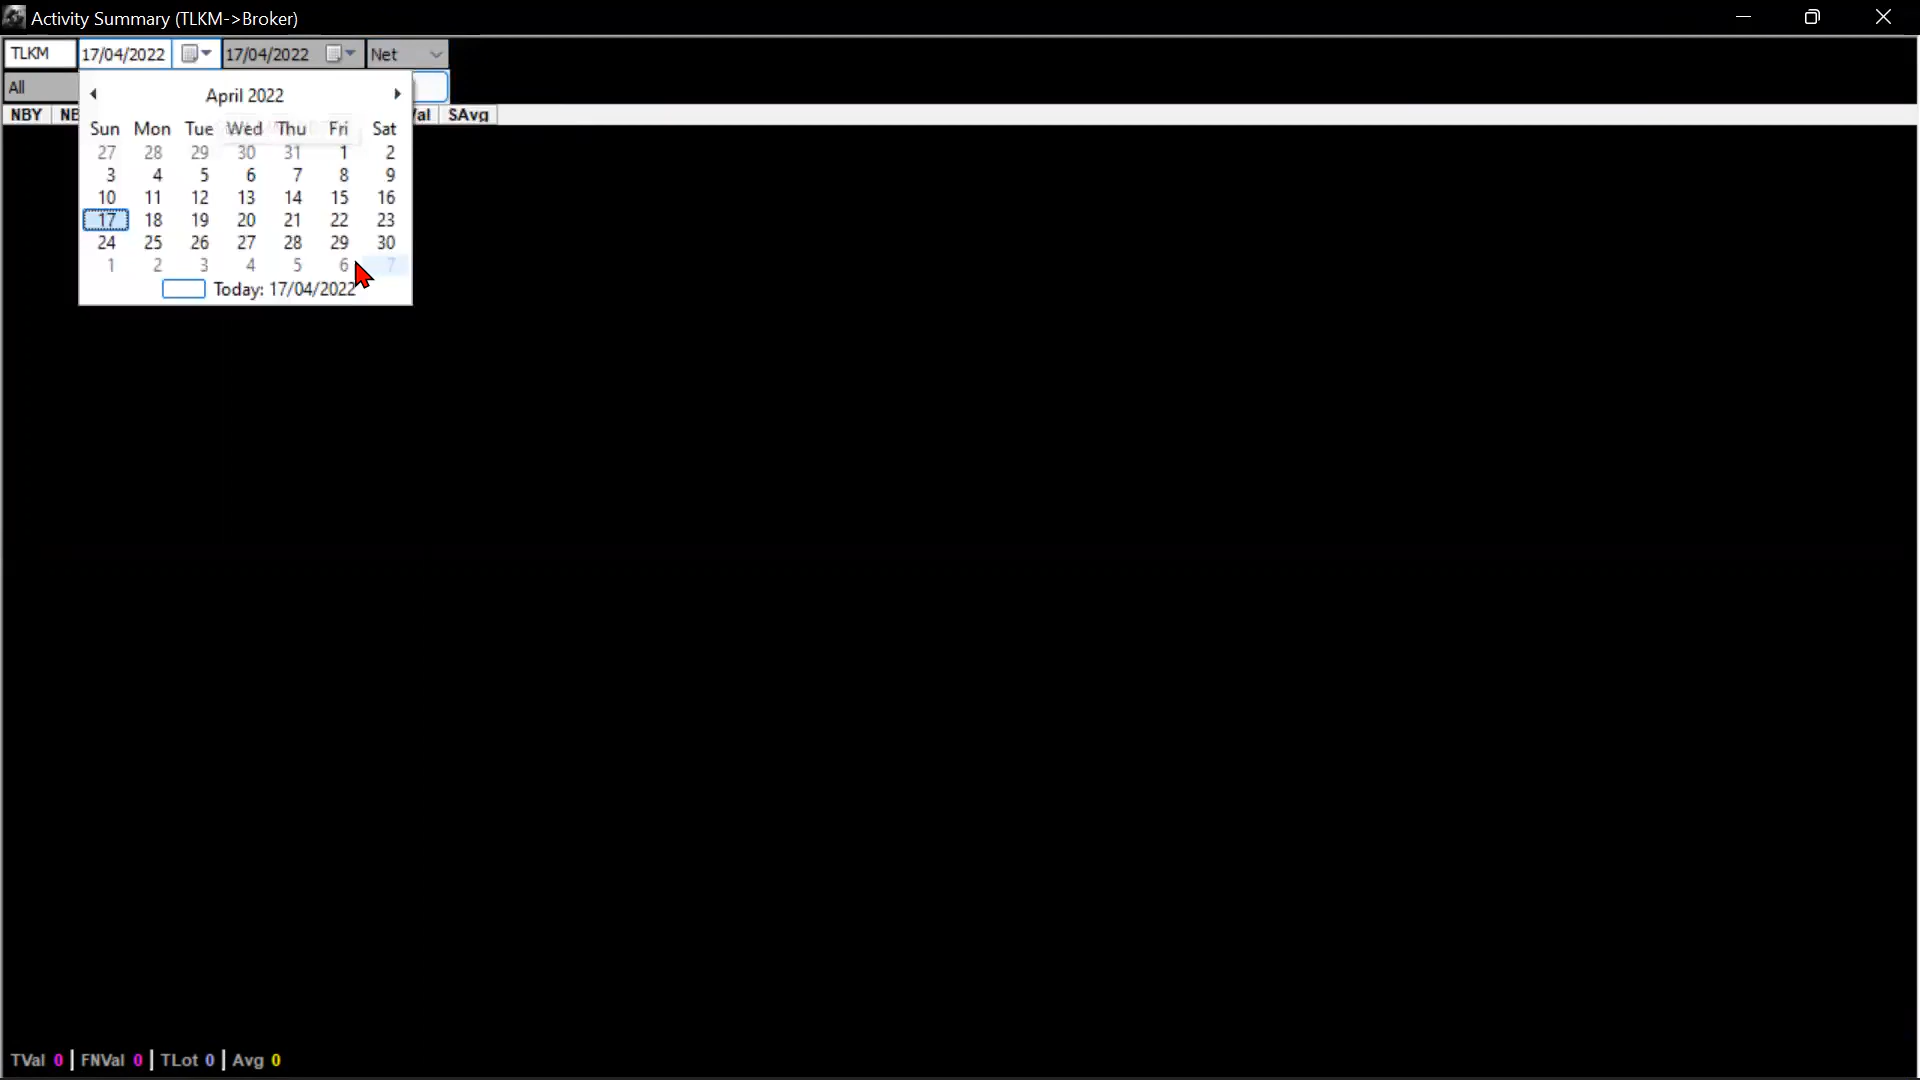 Activity Summary (TLKM->Broker)
TLKM 17/04/2022 17/04/2022 Net
All
April 2022
NBY SAvg
Sun Mon Tue Wed Thu Fri Sat
27 28 29 30 31 1 2
3 4 5 6 7 8 9
10 11 12 13 14 15 16
17 18 19 20 21 22 23
24 25 26 27 28 29 30
1 2 3 4 5 6 7
Today: 17/04/2022
TVal 0 | FNVal 0 | TLot 0 | Avg 0